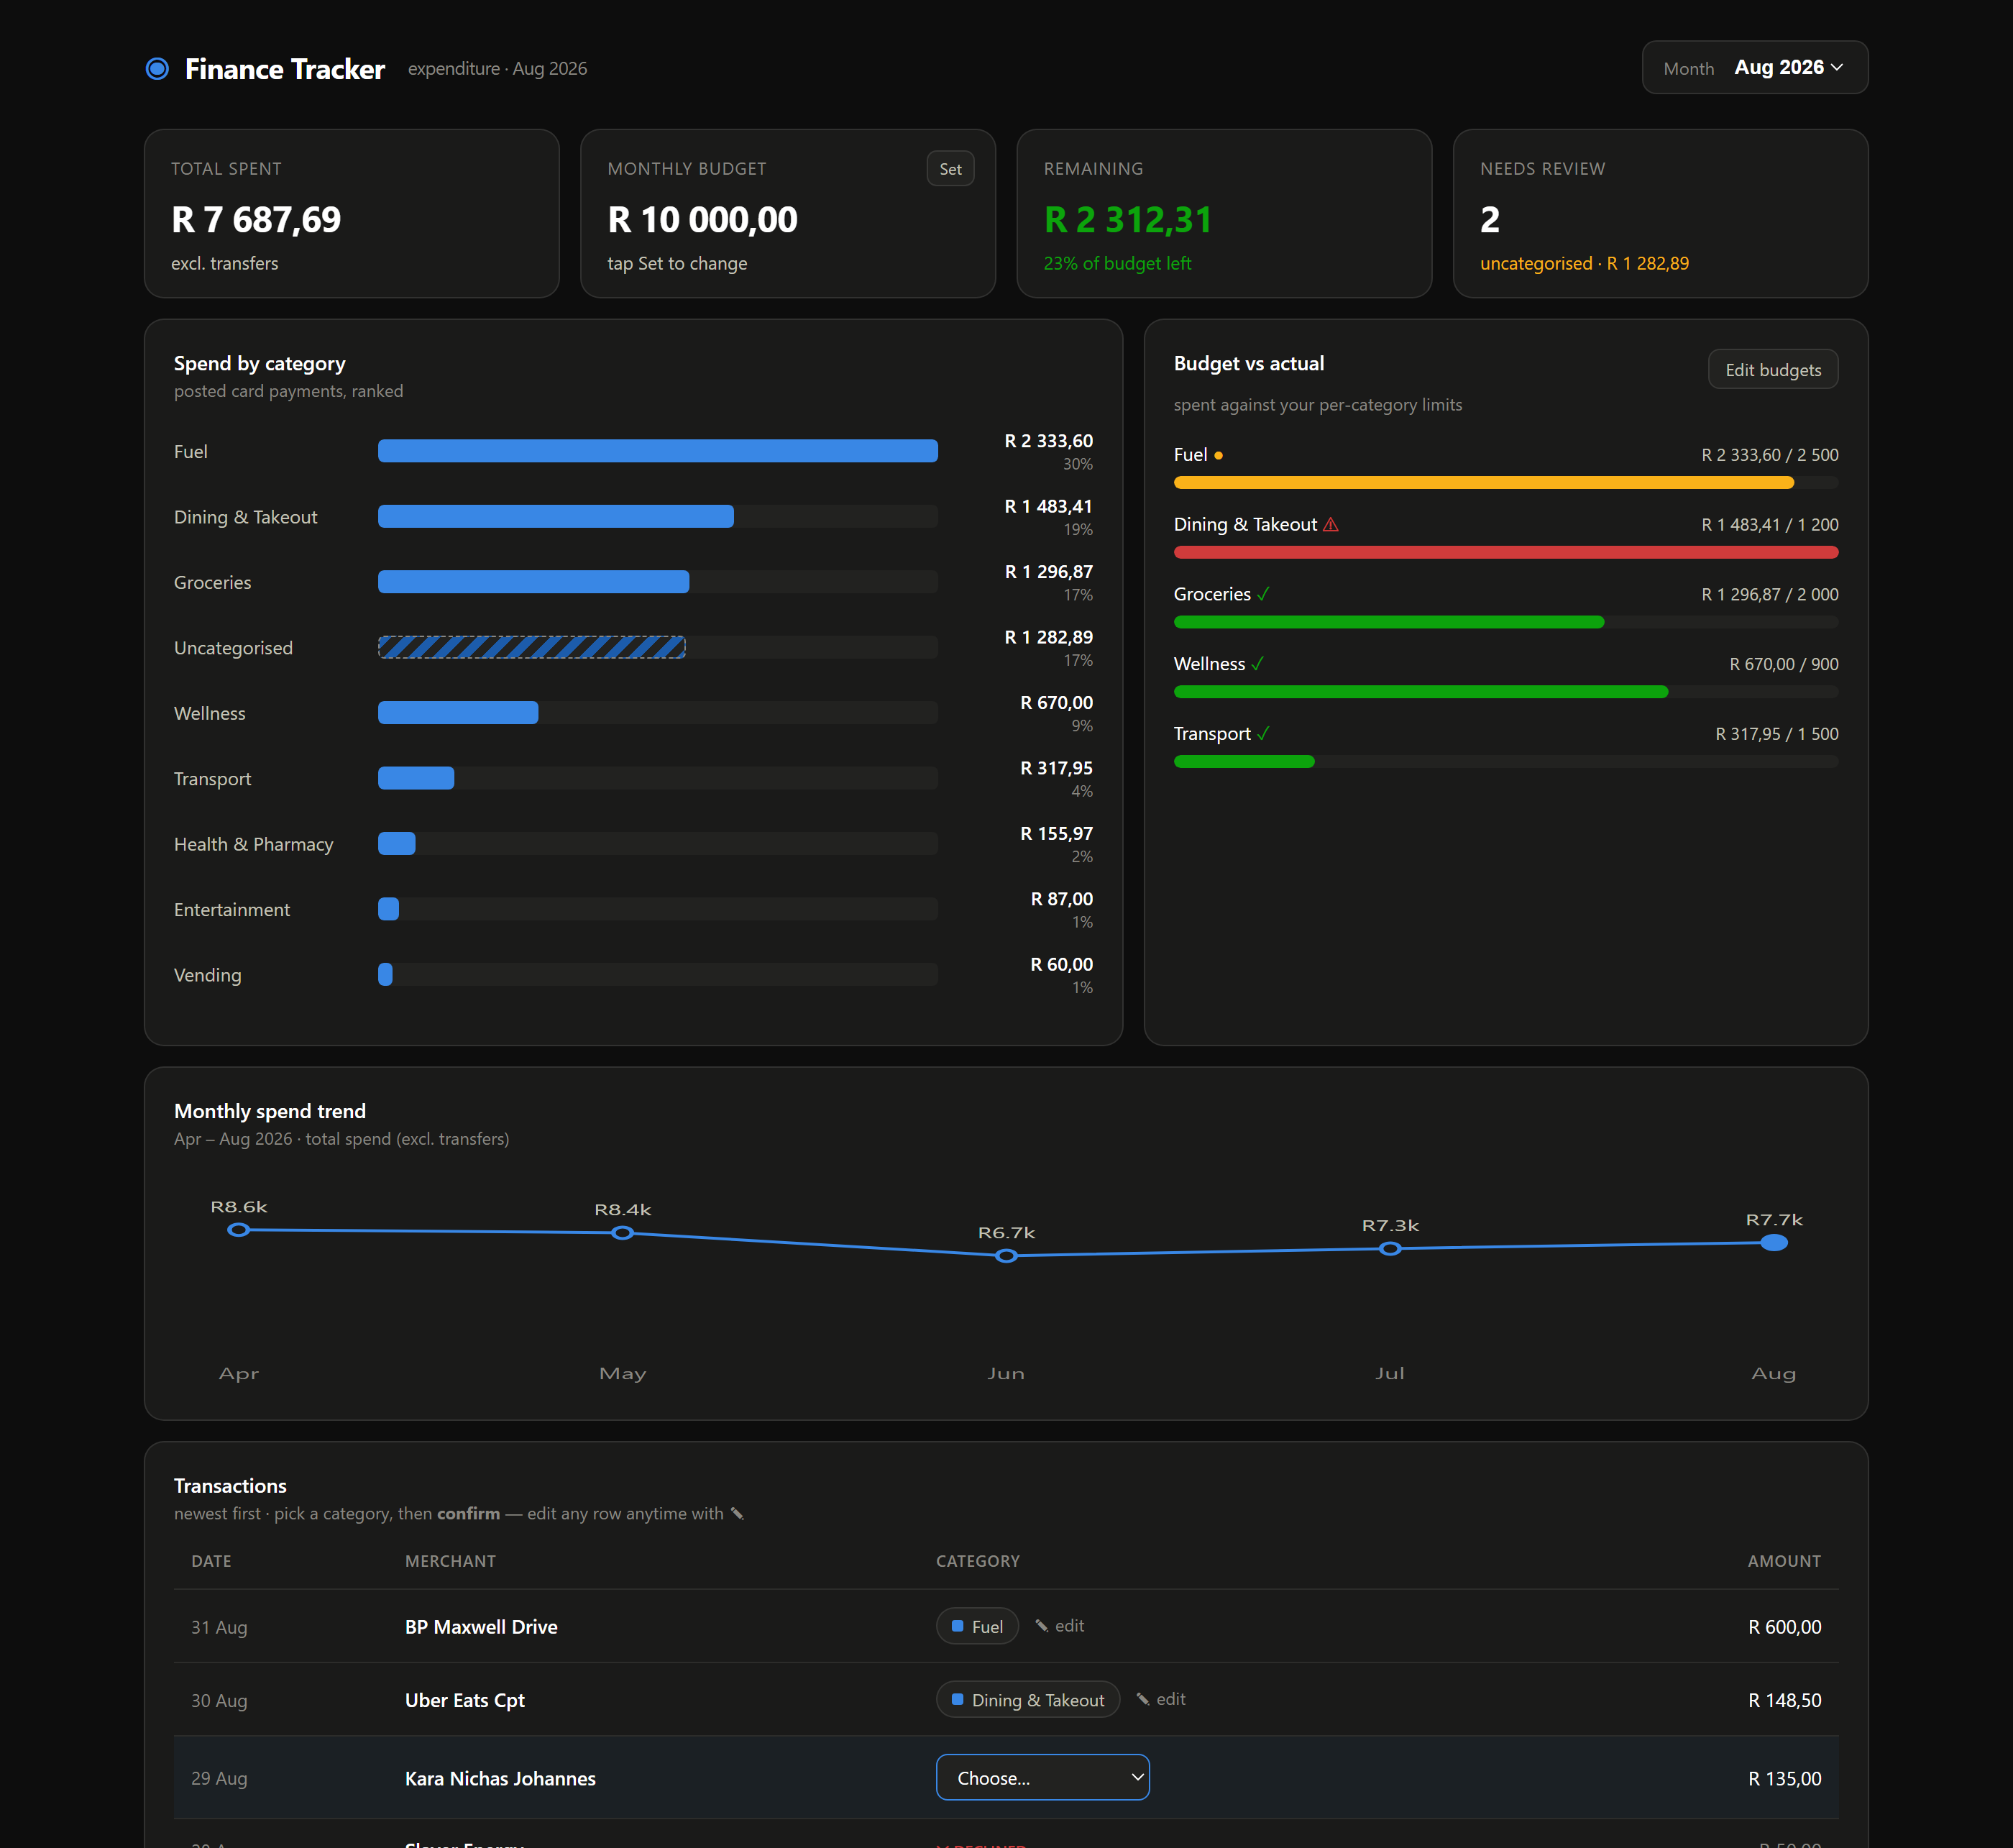 Finance Tracker expenditure · Aug 2026
Month Aug 2026
TOTAL SPENT
R 7 687,69
excl. transfers
MONTHLY BUDGET
Set
R 10 000,00
tap Set to change
REMAINING
R 2 312,31
23% of budget left
NEEDS REVIEW
2
uncategorised · R 1 282,89
Spend by category
posted card payments, ranked
Fuel R 2 333,60
30%
Dining & Takeout R 1 483,41
19%
Groceries R 1 296,87
17%
Uncategorised R 1 282,89
17%
Wellness R 670,00
9%
Transport R 317,95
4%
Health & Pharmacy R 155,97
2%
Entertainment R 87,00
1%
Vending R 60,00
1%
Budget vs actual
Edit budgets
spent against your per-category limits
Fuel R 2 333,60 / 2 500
Dining & Takeout R 1 483,41 / 1 200
Groceries ✓ R 1 296,87 / 2 000
Wellness ✓ R 670,00 / 900
Transport ✓ R 317,95 / 1 500
Monthly spend trend
Apr – Aug 2026 · total spend (excl. transfers)
R8.6k R8.4k R6.7k R7.3k R7.7k
Apr May Jun Jul Aug
Transactions
newest first · pick a category, then confirm — edit any row anytime with ✎
DATE MERCHANT CATEGORY AMOUNT
31 Aug BP Maxwell Drive Fuel ✎ edit R 600,00
30 Aug Uber Eats Cpt Dining & Takeout ✎ edit R 148,50
29 Aug Kara Nichas Johannes Choose... R 135,00